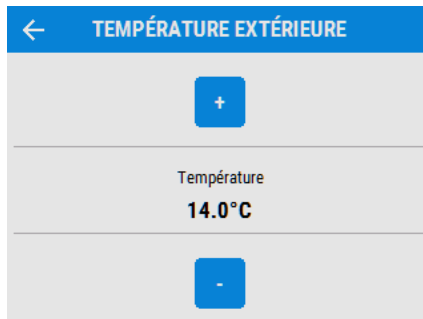 TEMPÉRATURE EXTÉRIEURE
+
Température
14.0°C
-